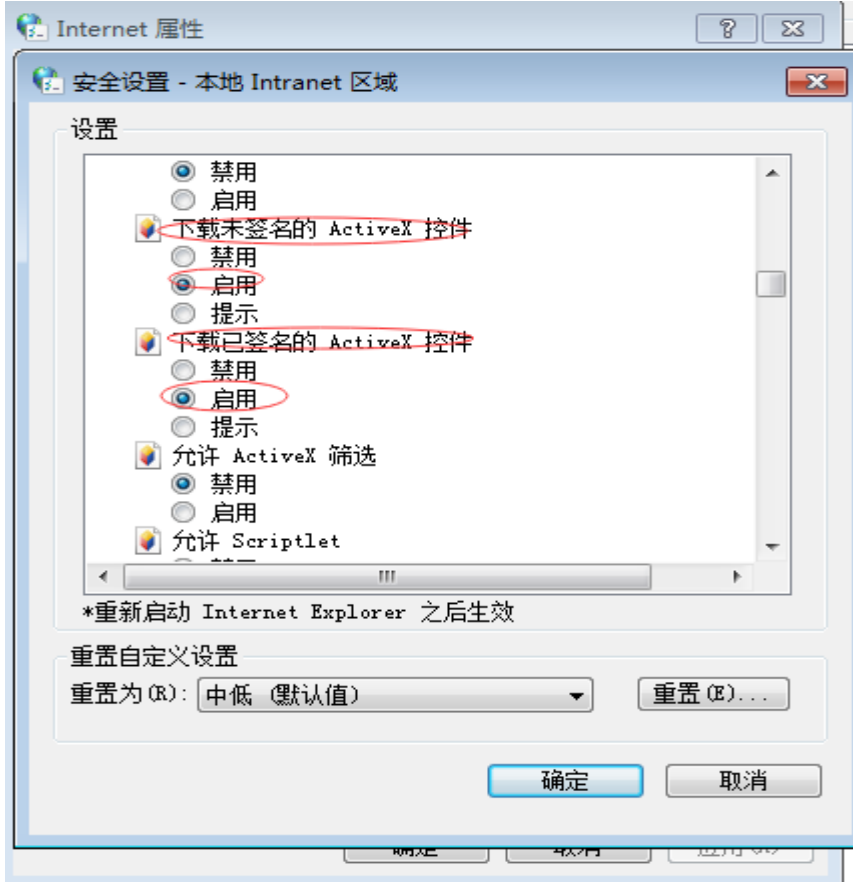 Internet 属性
安全设置 - 本地 Intranet 区域
设置
禁用
启用
下载未签名的 ActiveX 控件
禁用
启用
提示
下载已签名的 ActiveX 控件
禁用
启用
提示
允许 ActiveX 筛选
禁用
启用
允许 Scriptlet
*重新启动 Internet Explorer 之后生效
重置自定义设置
重置为(R): 中低 (默认值) 重置(E)...
确定 取消